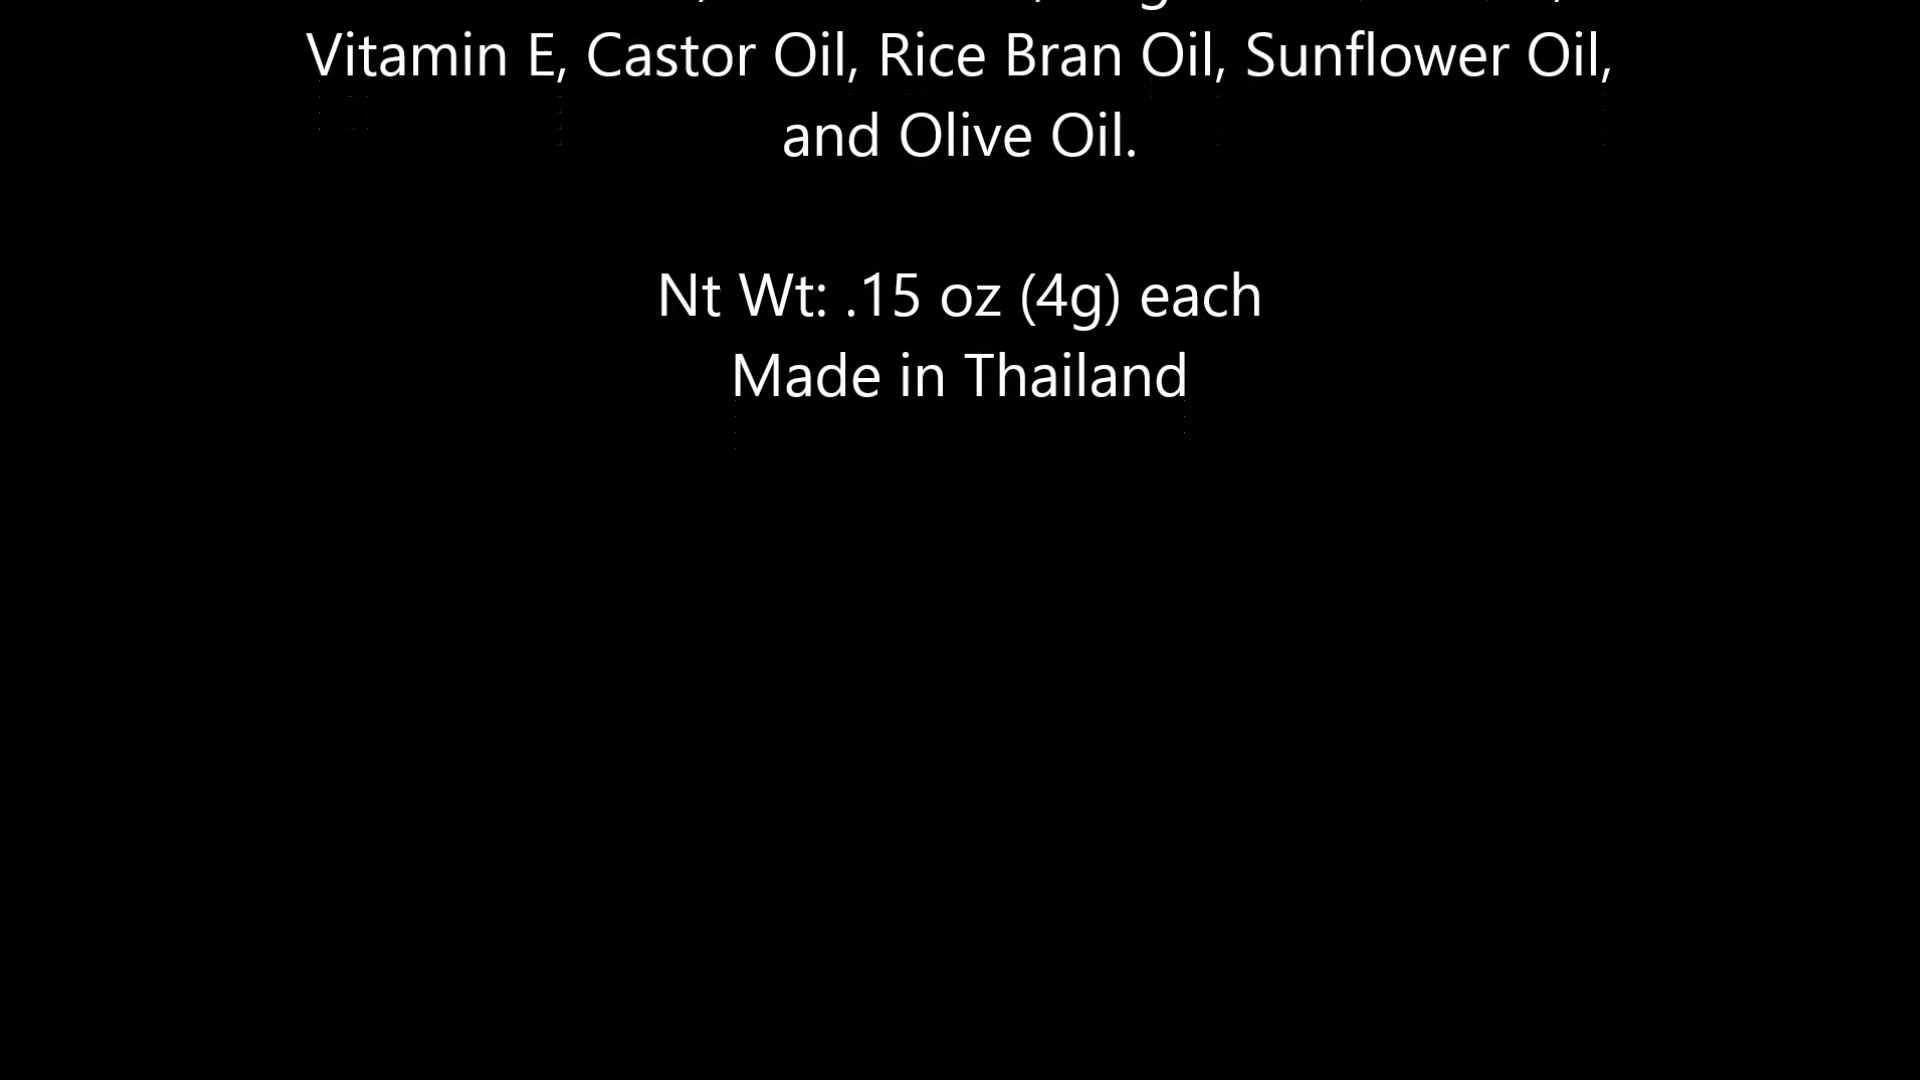 Vitamin E, Castor Oil, Rice Bran Oil, Sunflower Oil,
and Olive Oil.
Nt Wt: .15 oz (4g) each
Made in Thailand